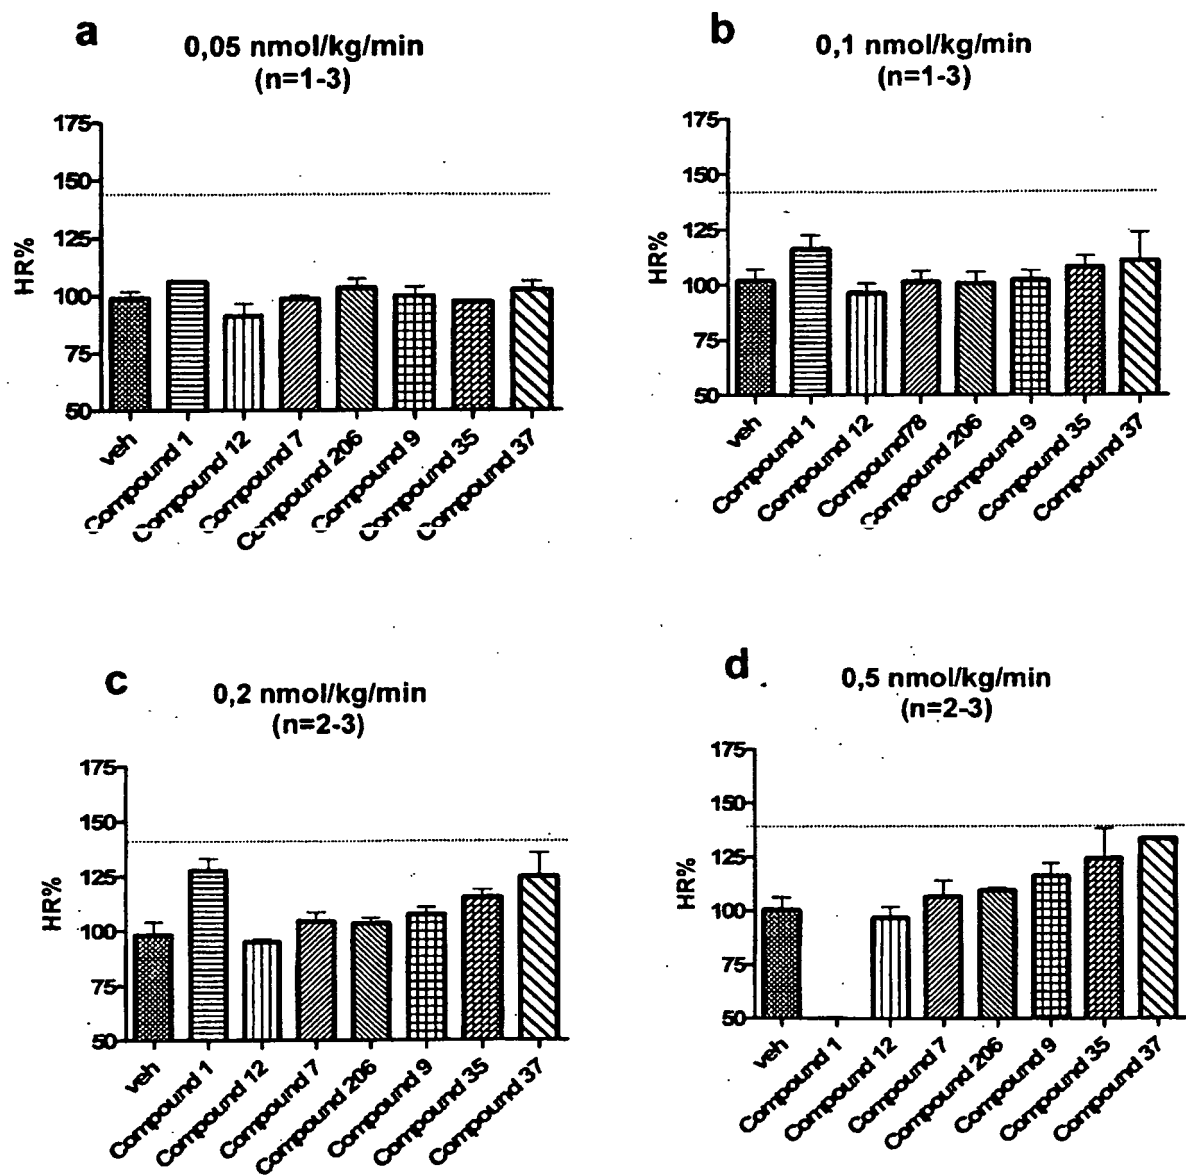 a
0,05 nmol/kg/min
(n=1-3)
175
150
125
100
75
50
HR%
veh
Compound 1
Compound 12
Compound 7
Compound 206
Compound 9
Compound 35
Compound 37
b
0,1 nmol/kg/min
(n=1-3)
175
150
125
100
75
50
HR%
veh
Compound 1
Compound 12
Compound78
Compound 206
Compound 9
Compound 35
Compound 37
c
0,2 nmol/kg/min
(n=2-3)
175
150
125
100
75
50
HR%
veh
Compound 1
Compound 12
Compound 7
Compound 206
Compound 9
Compound 35
Compound 37
d
0,5 nmol/kg/min
(n=2-3)
175
150
125
100
75
50
HR%
veh
Compound 1
Compound 12
Compound 7
Compound 206
Compound 9
Compound 35
Compound 37